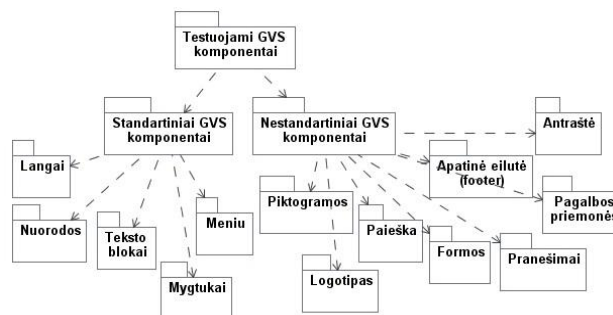 Testuojami GVS
komponentai
Standartiniai GVS
komponentai
Nestandartiniai GVS
komponentai
Antraštė
Langai
Apatinė eilutė
(footer)
Piktogramos
Pagalbos
priemonės
Nuorodos
Teksto
blokai
Meniu
Paieška
Formos
Pranešimai
Mygtukai
Logotipas